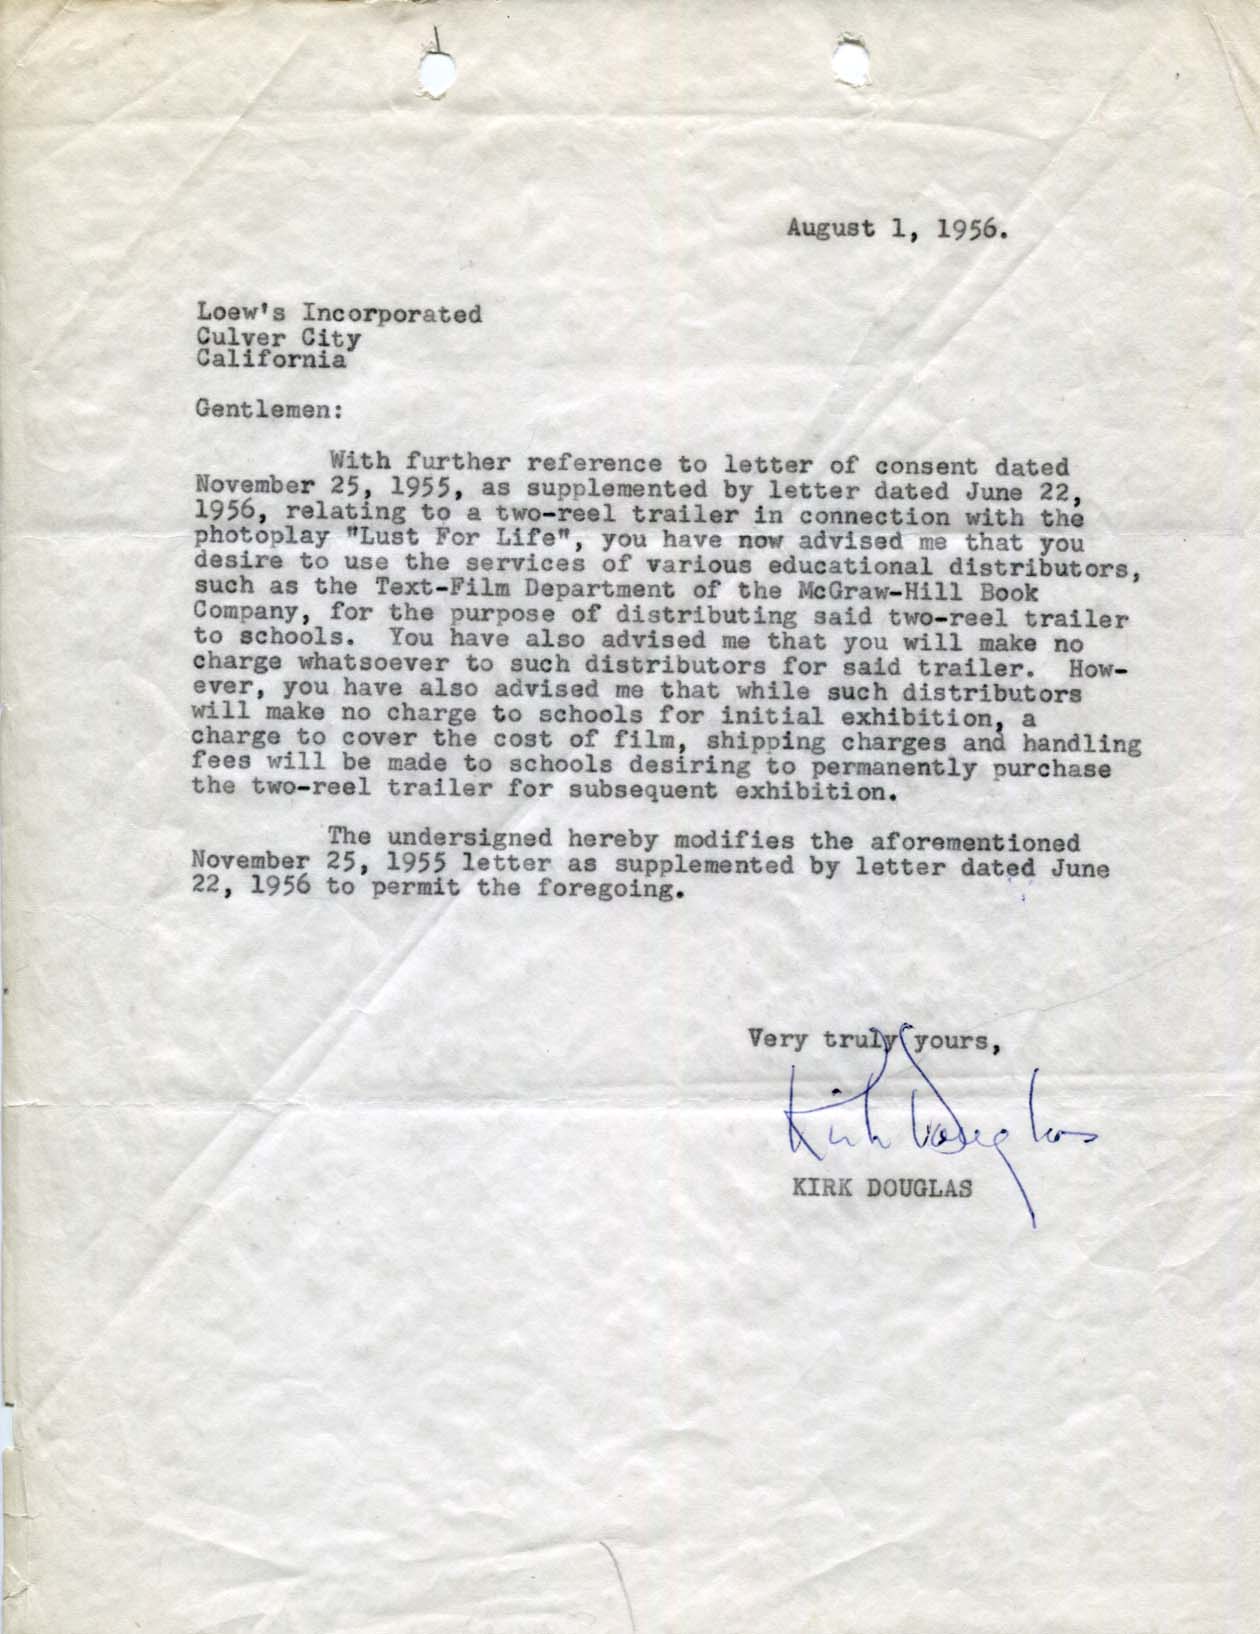 August 1, 1956.
Loew's Incorporated
Culver City
California
Gentlemen:
With further reference to letter of consent dated
November 25, 1955, as supplemented by letter dated June 22,
1956, relating to a two-reel trailer in connection with the
photoplay "Lust For Life", you have now advised me that you
desire to use the services of various educational distributors,
such as the Text-Film Department of the McGraw-Hill Book
Company, for the purpose of distributing said two-reel trailer
to schools. You have also advised me that you will make no
charge whatsoever to such distributors for said trailer. How-
ever, you have also advised me that while such distributors
will make no charge to schools for initial exhibition, a
charge to cover the cost of film, shipping charges and handling
fees will be made to schools desiring to permanently purchase
the two-reel trailer for subsequent exhibition.
The undersigned hereby modifies the aforementioned
November 25, 1955 letter as supplemented by letter dated June
22, 1956 to permit the foregoing.
Very truly yours,
Kirk Douglas
KIRK DOUGLAS